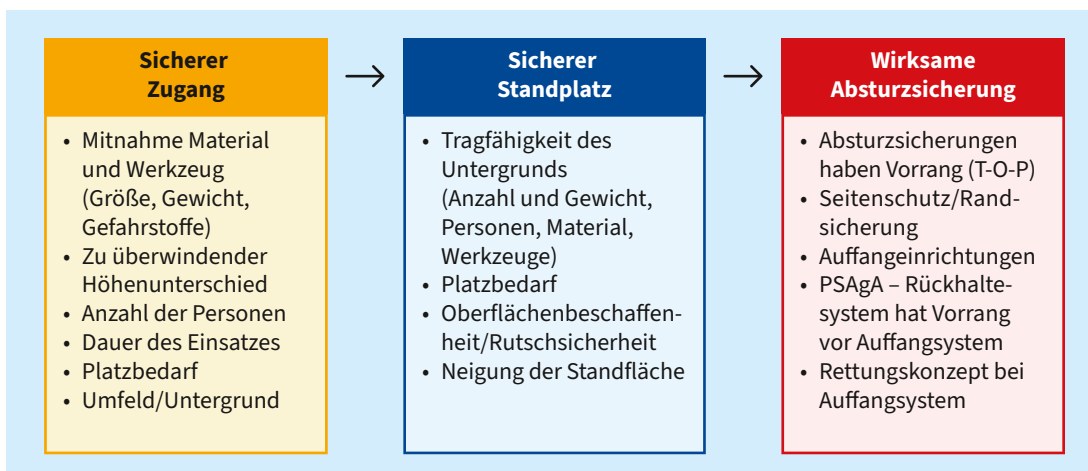 Sicherer
Zugang
• Mitnahme Material
und Werkzeug
(Größe, Gewicht,
Gefahrstoffe)
• Zu überwindender
Höhenunterschied
• Anzahl der Personen
• Dauer des Einsatzes
• Platzbedarf
• Umfeld/Untergrund
Sicherer
Standplatz
• Tragfähigkeit des
Untergrunds
(Anzahl und Gewicht,
Personen, Material,
Werkzeuge)
• Platzbedarf
• Oberflächenbeschaffen-
heit/Rutschsicherheit
• Neigung der Standfläche
Wirksame
Absturzsicherung
• Absturzsicherungen
haben Vorrang (T-O-P)
• Seitenschutz/Rand-
sicherung
• Auffangeinrichtungen
• PSAgA – Rückhalte-
system hat Vorrang
vor Auffangsystem
• Rettungskonzept bei
Auffangsystem